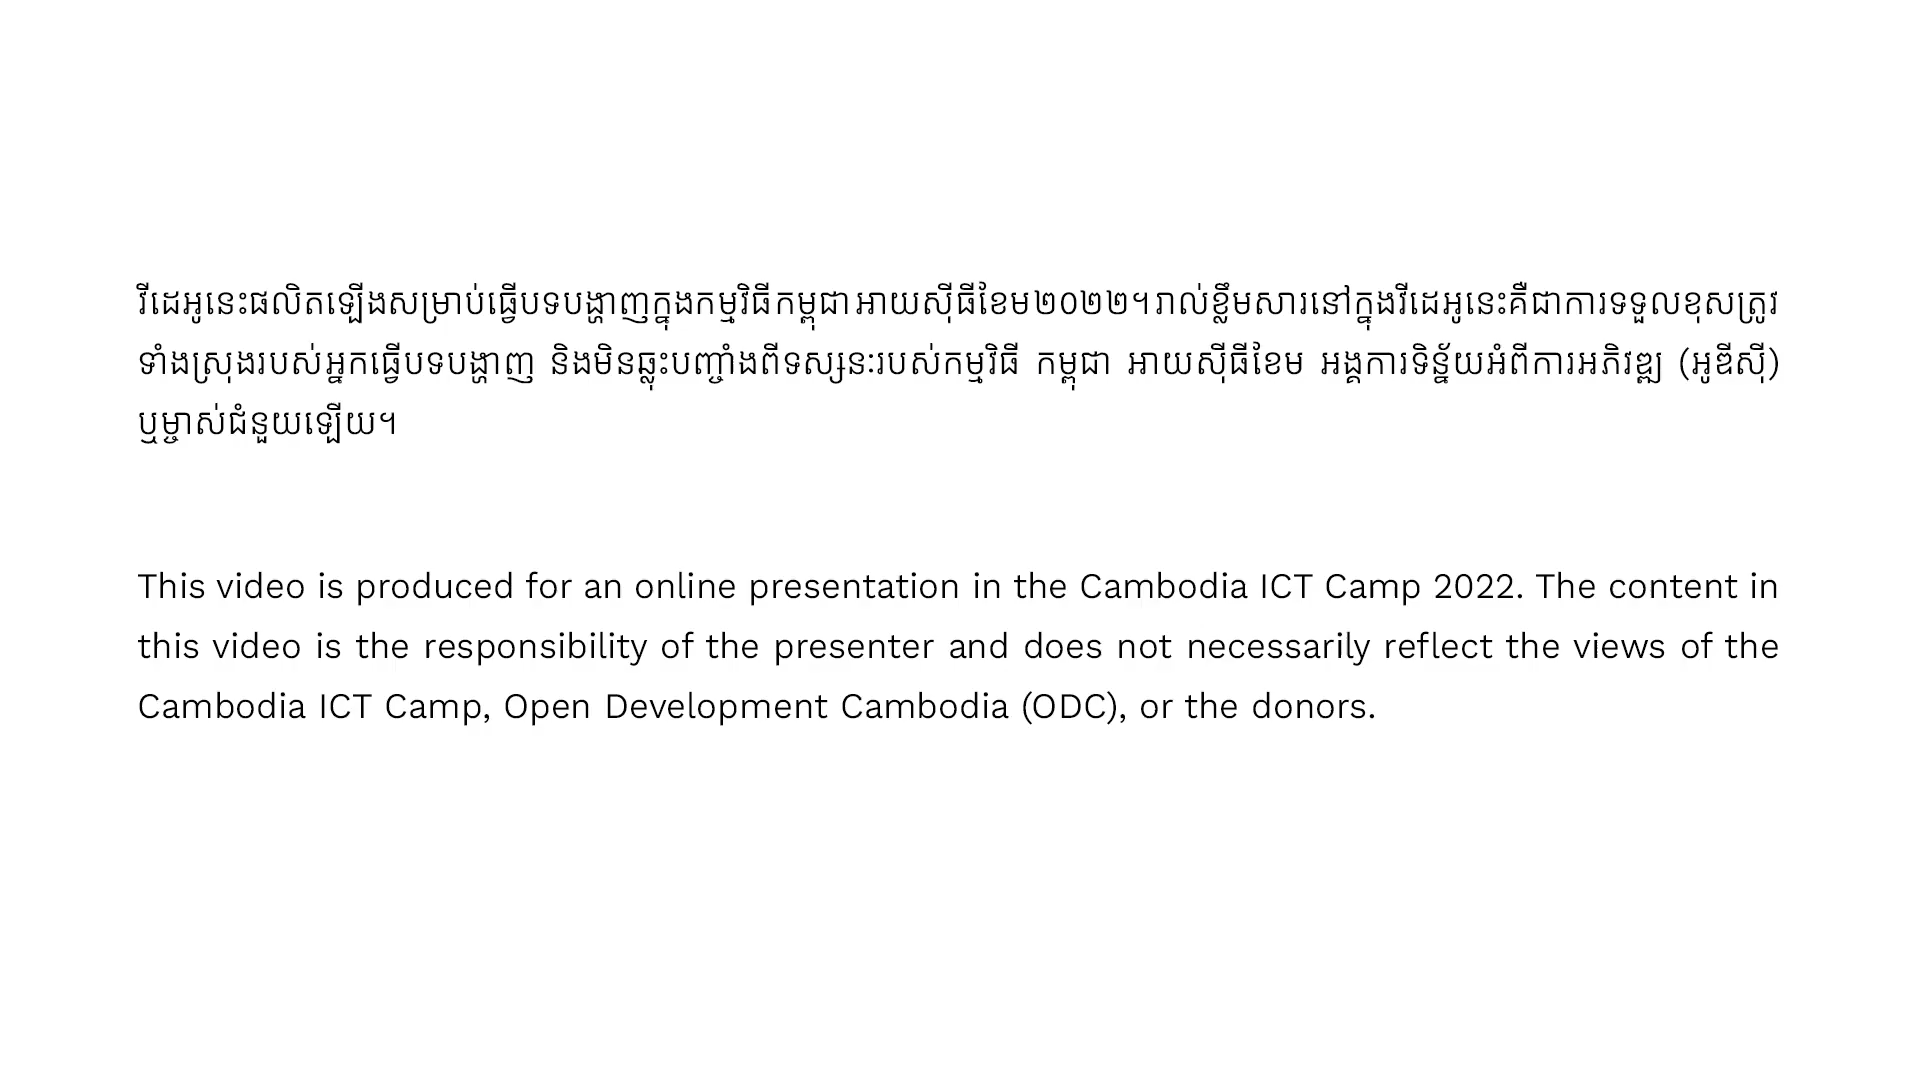 វីដេអូនេះផលិតឡើងសម្រាប់ធ្វើបទបង្ហាញក្នុងកម្មវិធីកម្ពុជា អាយស៊ីធីខែម២០២២។ រាល់ខ្លឹមសារនៅក្នុងវីដេអូនេះគឺជាការទទួលខុសត្រូវ
ទាំងស្រុងរបស់អ្នកធ្វើបទបង្ហាញ និងមិនឆ្លុះបញ្ចាំងពីទស្សនៈរបស់កម្មវិធី កម្ពុជា អាយស៊ីធីខែម អង្គការទិន្ន័យអំពីការអភិវឌ្ឍ (អូឌីស៊ី)
ឬម្ចាស់ជំនួយឡើយ។
This video is produced for an online presentation in the Cambodia ICT Camp 2022. The content in
this video is the responsibility of the presenter and does not necessarily reflect the views of the
Cambodia ICT Camp, Open Development Cambodia (ODC), or the donors.